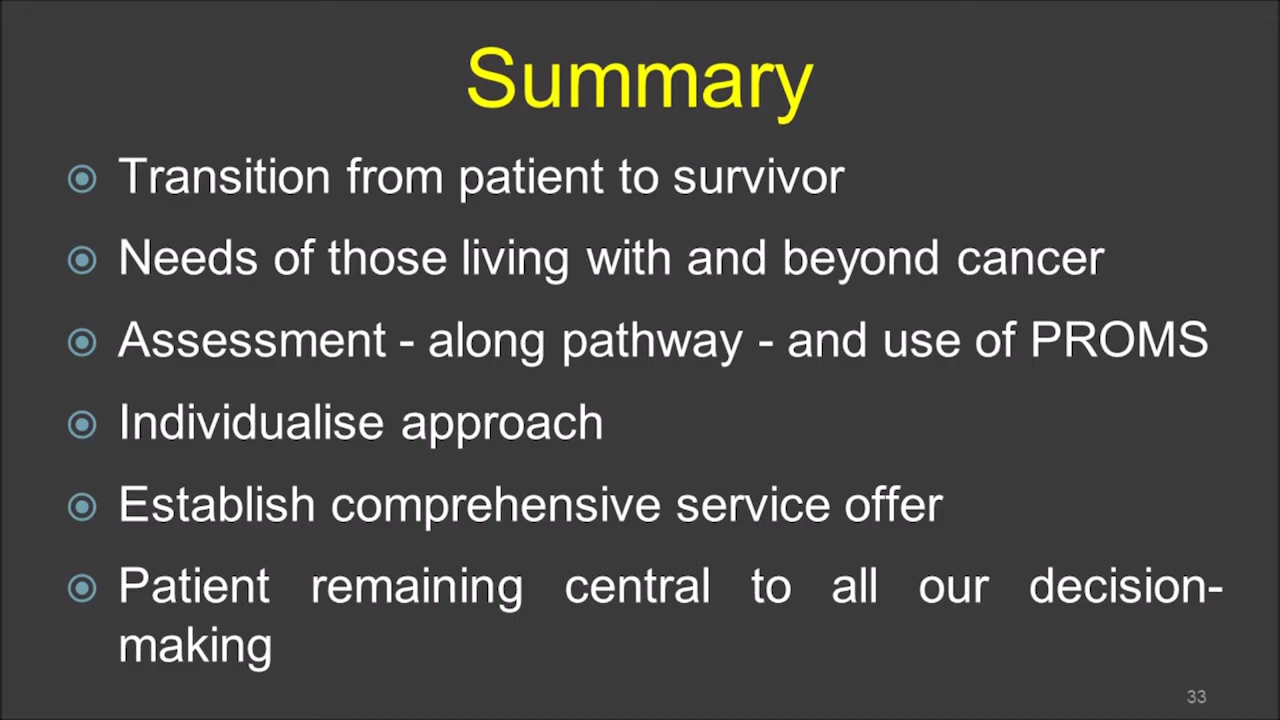 Summary
Transition from patient to survivor
Needs of those living with and beyond cancer
Assessment - along pathway - and use of PROMS
Individualise approach
Establish comprehensive service offer
Patient remaining central to all our decision-
making
33